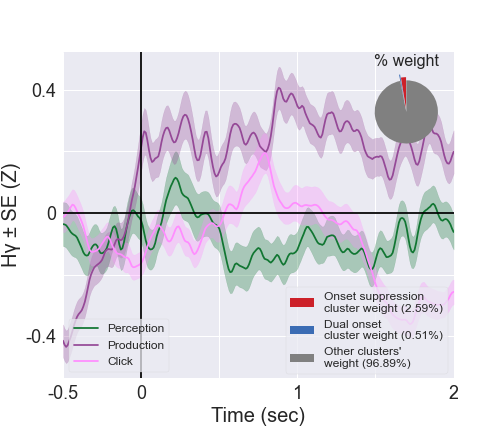 % weight
0.4
0
-0.4
Hγ ± SE (Z)
Perception
Production
Click
Onset suppression
cluster weight (2.59%)
Dual onset
cluster weight (0.51%)
Other clusters'
weight (96.89%)
-0.5
0
1
2
Time (sec)